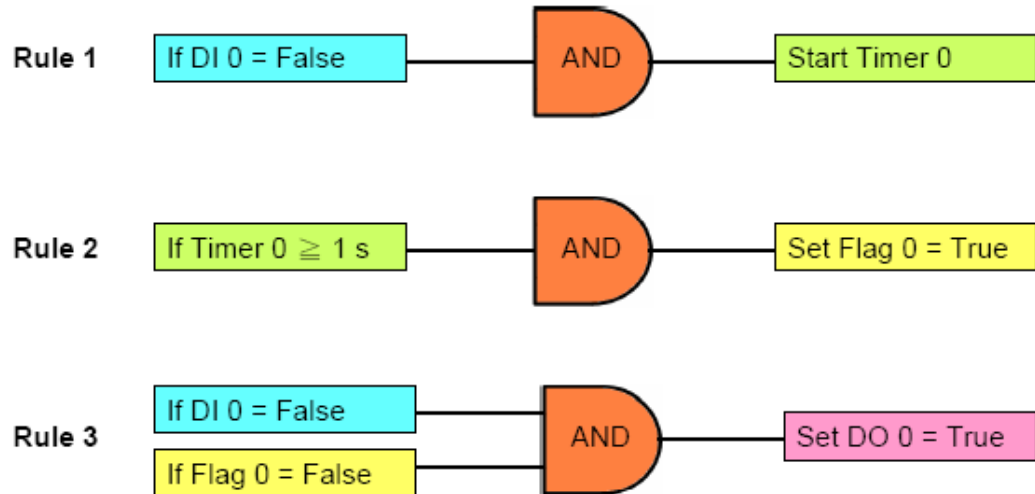 Rule 1
If DI 0 = False
AND
Start Timer 0
Rule 2
If Timer 0 ≧ 1 s
AND
Set Flag 0 = True
Rule 3
If DI 0 = False
If Flag 0 = False
AND
Set DO 0 = True